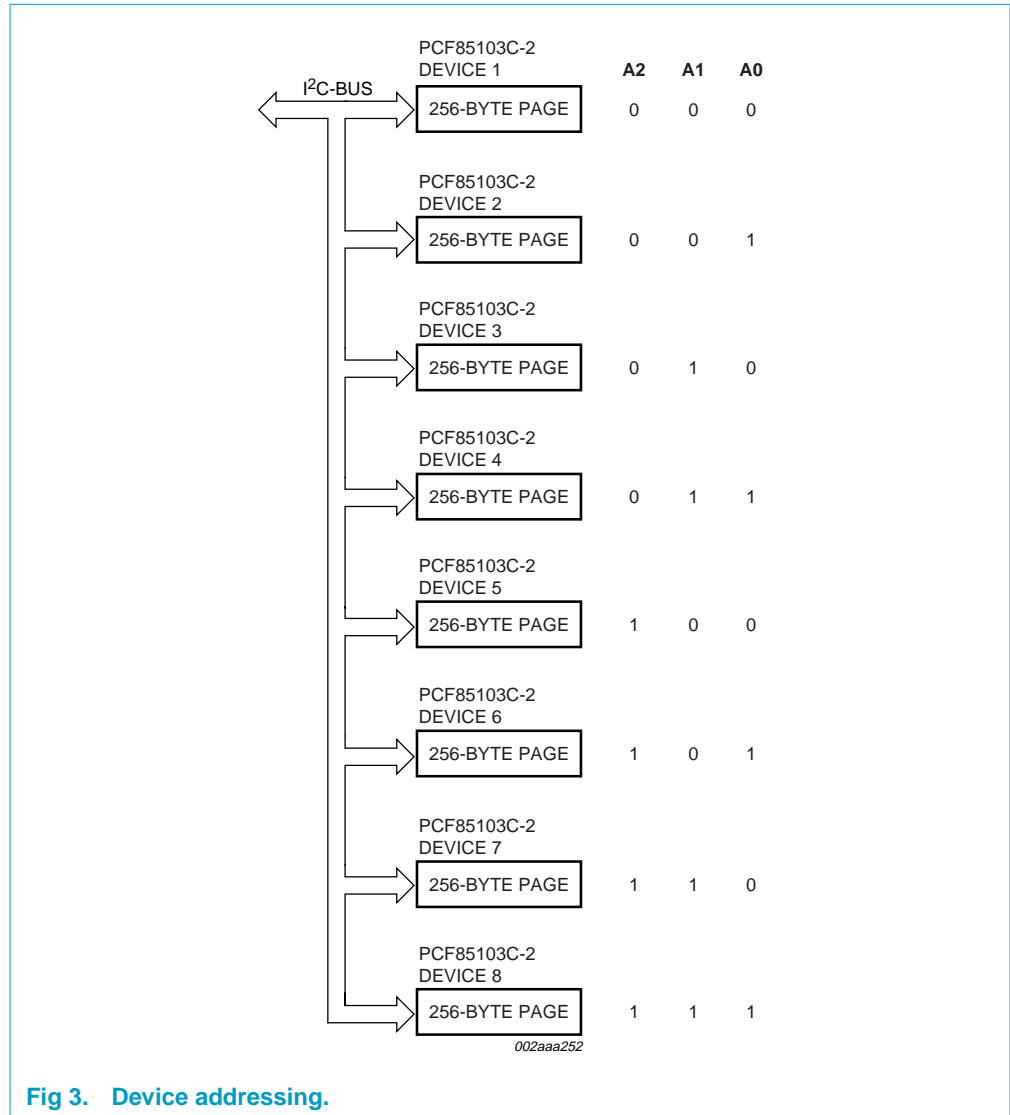 PCF85103C-2
DEVICE 1 A2 A1 A0
I2C-BUS
256-BYTE PAGE 0 0 0
PCF85103C-2
DEVICE 2
256-BYTE PAGE 0 0 1
PCF85103C-2
DEVICE 3
256-BYTE PAGE 0 1 0
PCF85103C-2
DEVICE 4
256-BYTE PAGE 0 1 1
PCF85103C-2
DEVICE 5
256-BYTE PAGE 1 0 0
PCF85103C-2
DEVICE 6
256-BYTE PAGE 1 0 1
PCF85103C-2
DEVICE 7
256-BYTE PAGE 1 1 0
PCF85103C-2
DEVICE 8
256-BYTE PAGE 1 1 1
002aaa252
Fig 3. Device addressing.